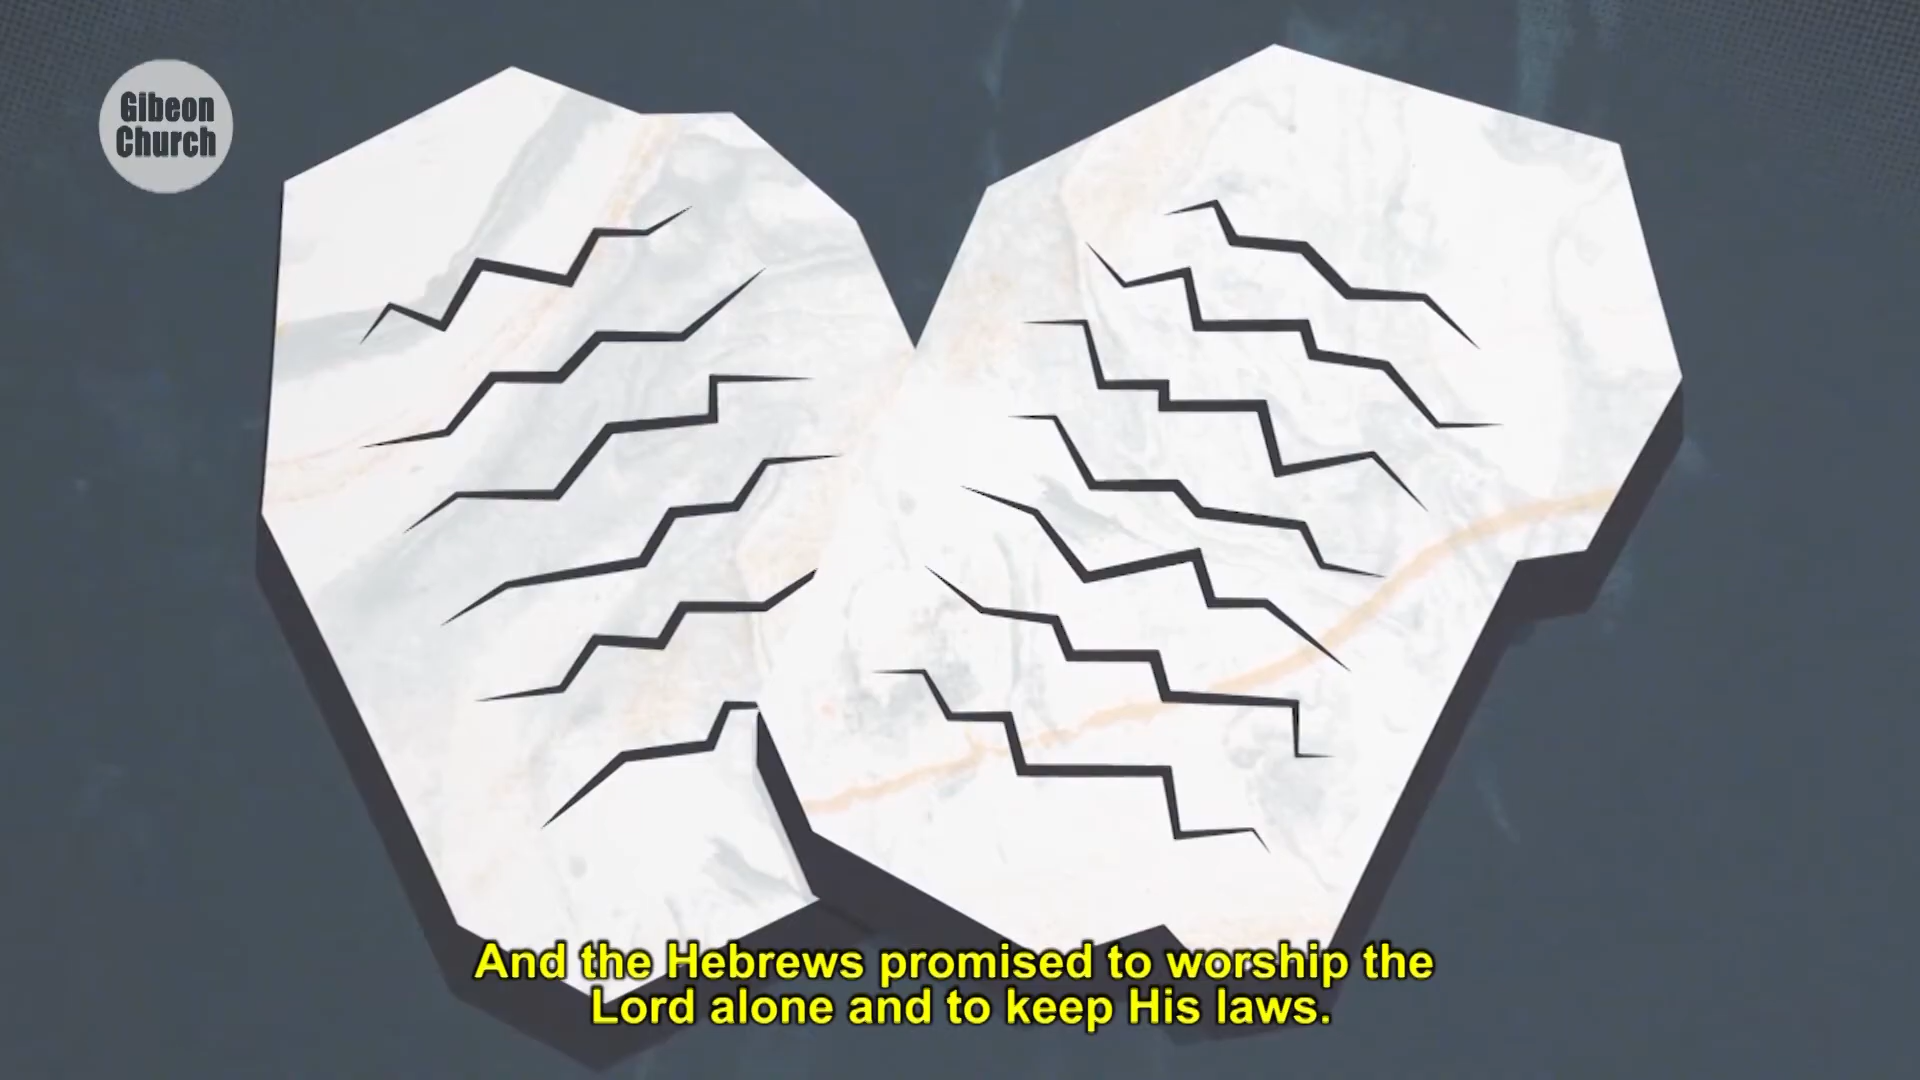 Gibeon
Church
And the Hebrews promised to worship the
Lord alone and to keep His laws.